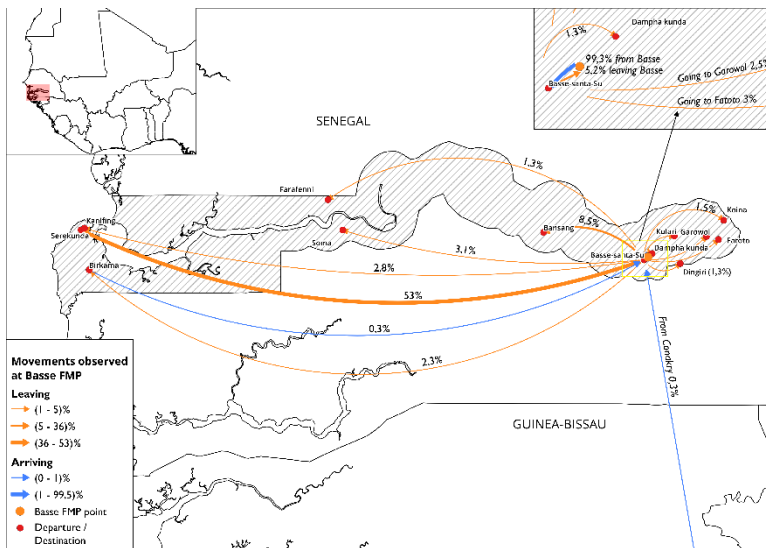 Dampha kunda
1.3%
99,3% from Basse
5,2% leaving Basse
Basse-santa-Su
Going to Garowol 2,5%
Going to Fatoto 3%
SENEGAL
Farafenni
1.3%
Kanifing
Serekunda
Soma
Bansang
8.5%
1.5%
Koina
Kulari
Garowol
Fatoto
Dampha kunda
Basse-santa-Su
Dingiri (1,3%)
Birkama
3,1%
2.8%
53%
0.3%
2.3%
From Conakry 0,3%
GUINEA-BISSAU
Movements observed
at Basse FMP
Leaving
(1 - 5)%
(5 - 36)%
(36 - 53)%
Arriving
(0 - 1)%
(1 - 99.5)%
Basse FMP point
Departure /
Destination